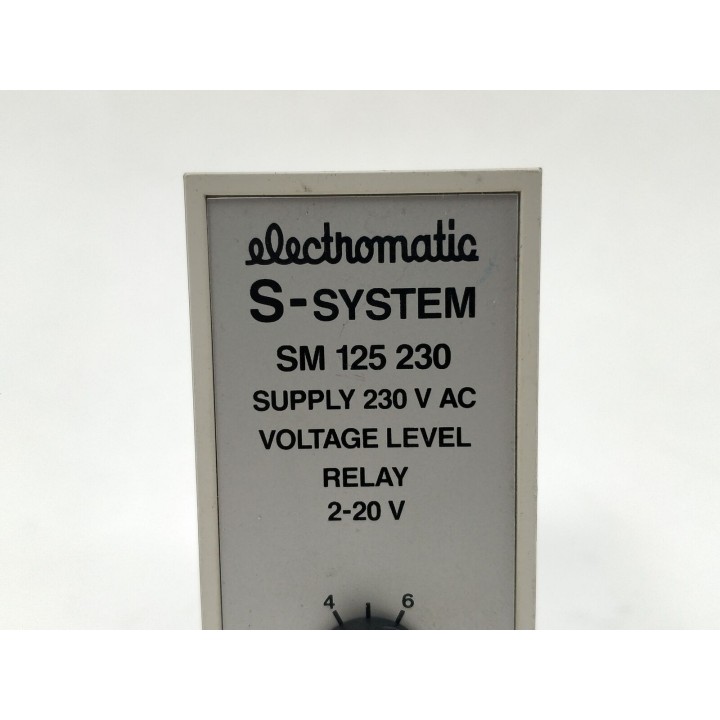 electromatic
S-SYSTEM
SM 125 230
SUPPLY 230 V AC
VOLTAGE LEVEL
RELAY
2-20 V
4 6